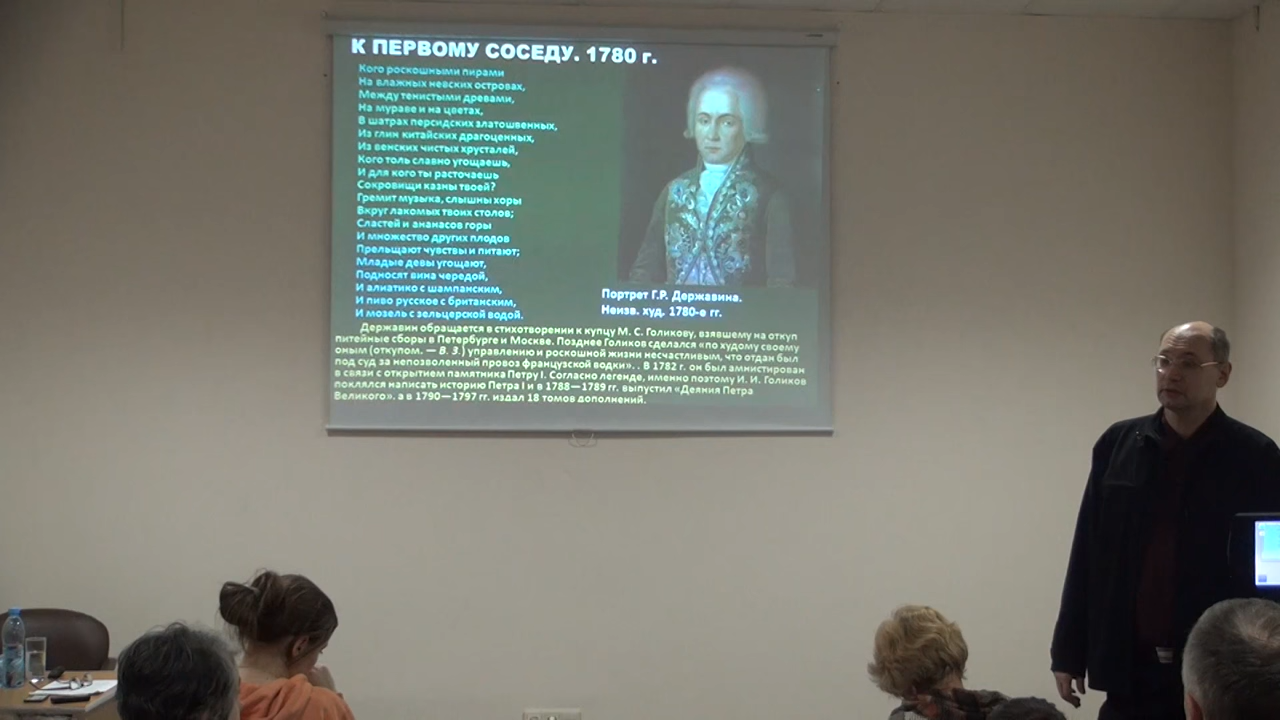 К ПЕРВОМУ СОСЕДУ. 1780 г.
Кого роскошными пирами
На влажных невских островах,
Между тенистыми древами,
На мураве и на цветах,
В шатрах персидских златошвенных,
Из глин китайских драгоценных,
Из венских чистых хрусталей,
Кого толь славно угощаешь,
И для кого ты расточаешь
Сокровищи казны твоей?
Гремит музыка, слышны хоры
Вкруг лакомых твоих столов;
Сластей и ананасов горы
И множество других плодов
Прельщают чувствы и питают;
Младые девы угощают,
Подносят вина чередой,
И алиатико с шампанским,
И пиво русское с британским,
И мозель с зельцерской водой.
Портрет Г.Р. Державина.
Неизв. худ. 1780-е гг.
Державин обращается в стихотворении к купцу М. С. Голикову, взявшему на откуп
питейные сборы в Петербурге и Москве. Позднее Голиков сделался «по худому своему
оным (откупом. — В. З.) управлению и роскошной жизни несчастливым, что отдан был
под суд за непозволенный провоз французской водки». . В 1782 г. он был амнистирован
в связи с открытием памятника Петру I. Согласно легенде, именно поэтому И. И. Голиков
поклялся написать историю Петра I и в 1788—1789 гг. выпустил «Деяния Петра
Великого», а в 1790—1797 гг. издал 18 томов дополнений.